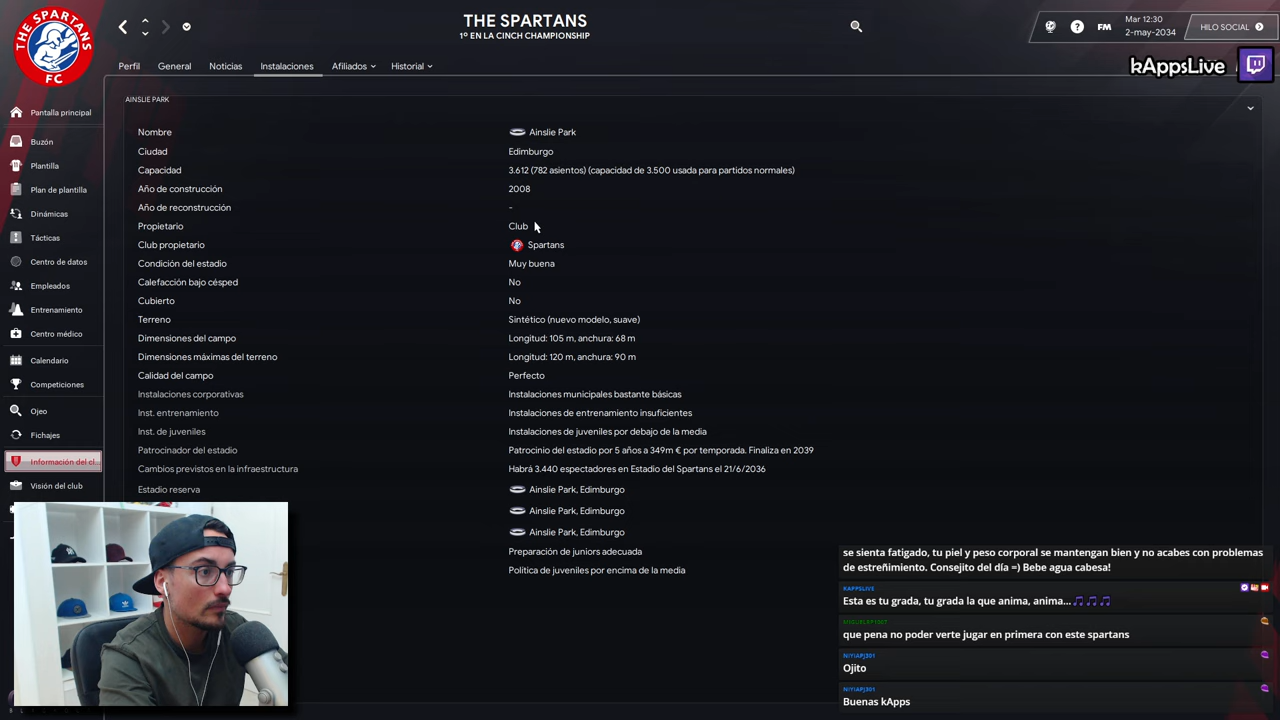 THE SPARTANS
FC
THE SPARTANS
1º EN LA CINCH CHAMPIONSHIP
FM
Mar 12:30
2-may-2034
HILO SOCIAL
kAppsLive
Perfil
General
Noticias
Instalaciones
Afiliados
Historial
Pantalla principal
Buzón
Plantilla
Plan de plantilla
Dinámicas
Tácticas
Centro de datos
Empleados
Entrenamiento
Centro médico
Calendario
Competiciones
Ojeo
Fichajes
Información del cl...
Visión del club
AINSLIE PARK
Nombre Ainslie Park
Ciudad Edimburgo
Capacidad 3.612 (782 asientos) (capacidad de 3.500 usada para partidos normales)
Año de construcción 2008
Año de reconstrucción -
Propietario Club
Club propietario Spartans
Condición del estadio Muy buena
Calefacción bajo césped No
Cubierto No
Terreno Sintético (nuevo modelo, suave)
Dimensiones del campo Longitud: 105 m, anchura: 68 m
Dimensiones máximas del terreno Longitud: 120 m, anchura: 90 m
Calidad del campo Perfecto
Instalaciones corporativas Instalaciones municipales bastante básicas
Inst. entrenamiento Instalaciones de entrenamiento insuficientes
Inst. de juveniles Instalaciones de juveniles por debajo de la media
Patrocinador del estadio Patrocinio del estadio por 5 años a 349m € por temporada. Finaliza en 2039
Cambios previstos en la infraestructura Habrá 3.440 espectadores en Estadio del Spartans el 21/6/2036
Estadio reserva Ainslie Park, Edimburgo
Ainslie Park, Edimburgo
Ainslie Park, Edimburgo
Preparación de juniors adecuada
Política de juveniles por encima de la media
se sienta fatigado, tu piel y peso corporal se mantengan bien y no acabes con problemas
de estreñimiento. Consejito del día =) Bebe agua cabesa!
KAPPSLIVE
Esta es tu grada, tu grada la que anima, anima...🎵🎵🎵
que pena no poder verte jugar en primera con este spartans
NIYIAPJ301
Ojito
NIYIAPJ301
Buenas kApps